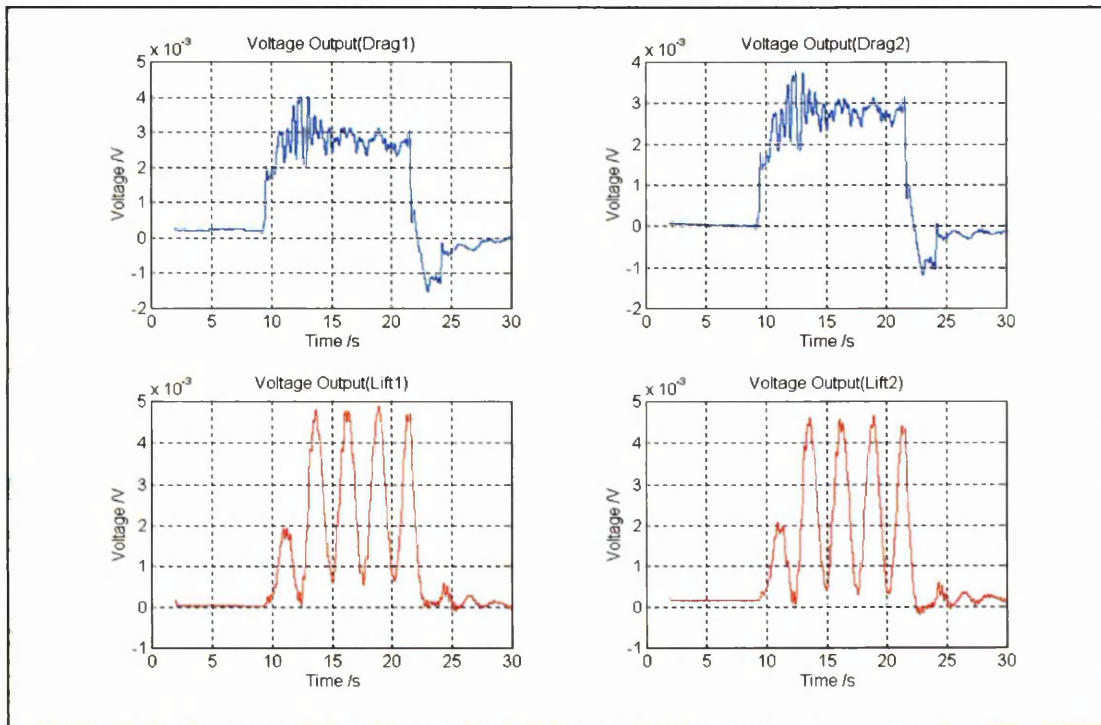 Voltage Output(Drag1)
x 10-3
5
4
3
2
1
0
-1
-2
Voltage /V
0 5 10 15 20 25 30
Time /s
Voltage Output(Drag2)
x 10-3
4
3
2
1
0
-1
-2
Voltage /V
0 5 10 15 20 25 30
Time /s
Voltage Output(Lift1)
x 10-3
5
4
3
2
1
0
-1
Voltage /V
0 5 10 15 20 25 30
Time /s
Voltage Output(Lift2)
x 10-3
5
4
3
2
1
0
-1
Voltage /V
0 5 10 15 20 25 30
Time /s